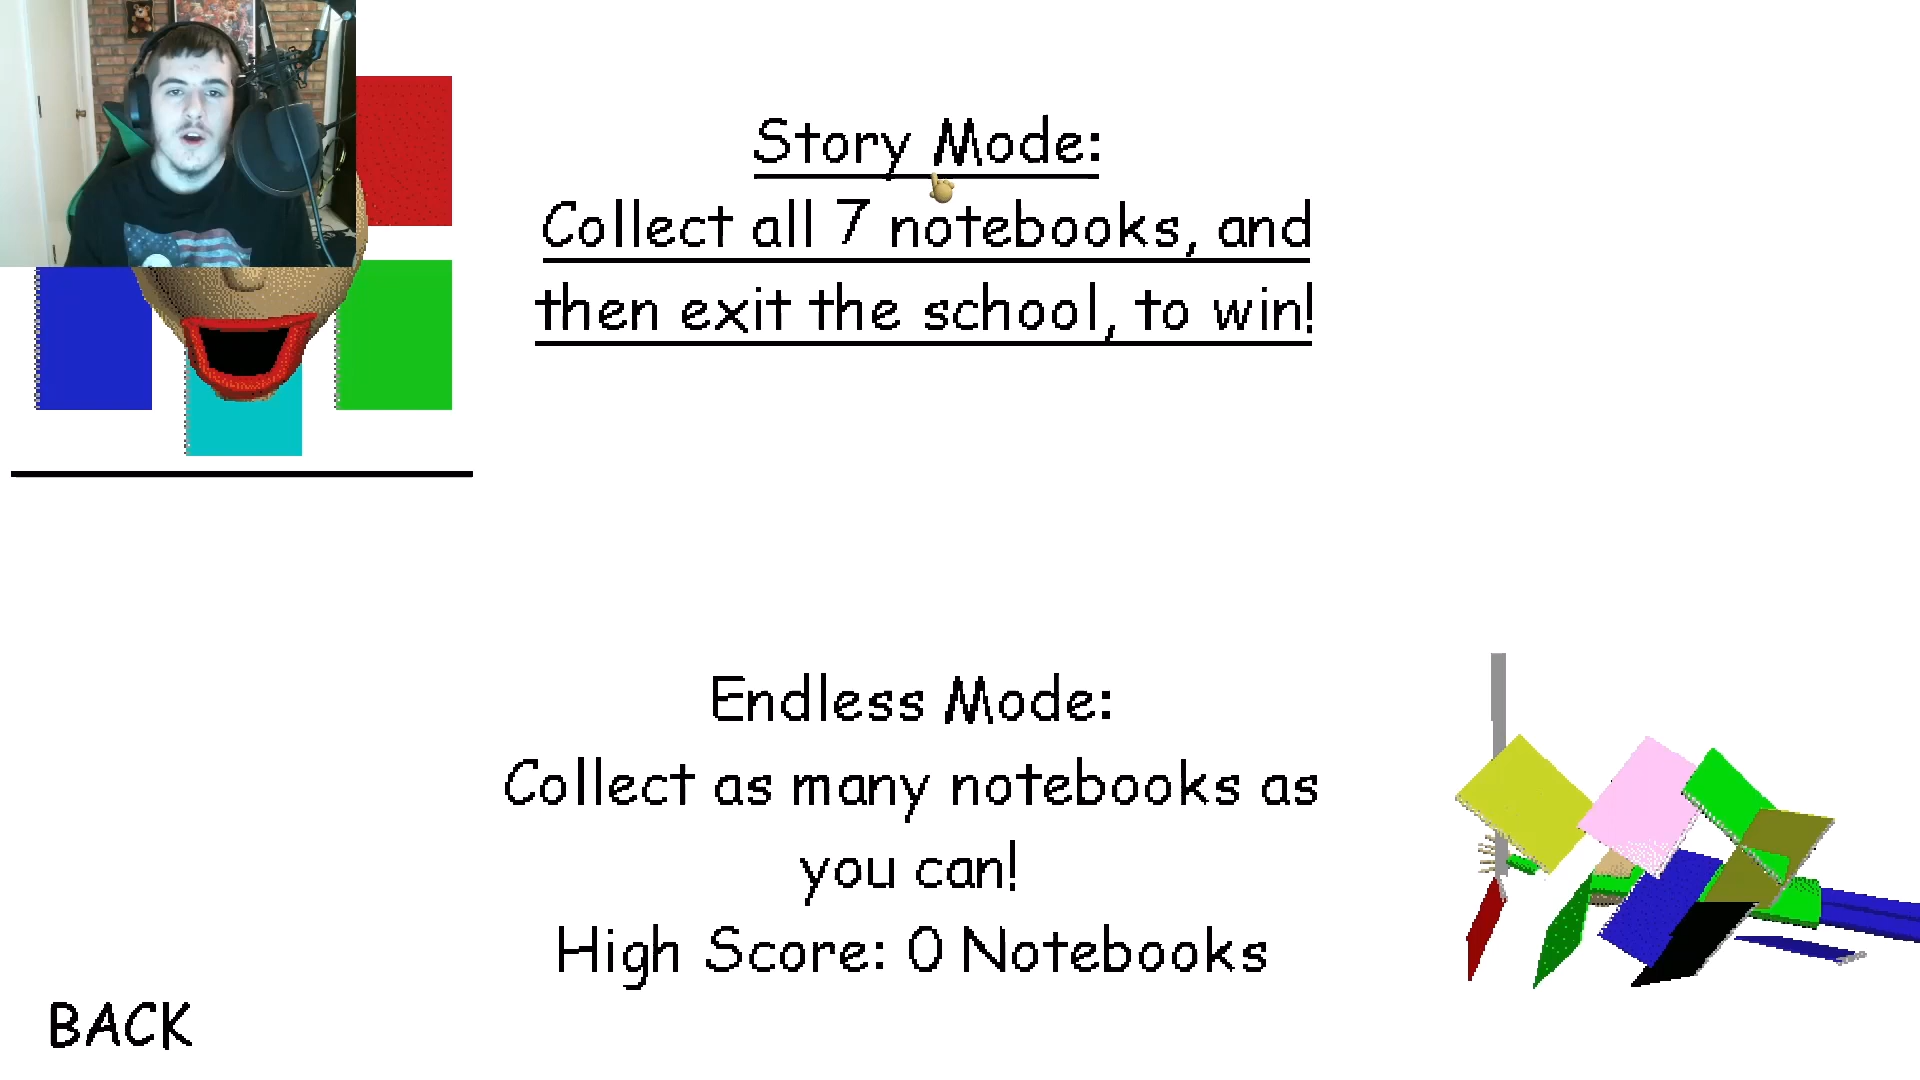 Story Mode:
Collect all 7 notebooks, and
then exit the school, to win!
Endless Mode:
Collect as many notebooks as
you can!
High Score: 0 Notebooks
BACK